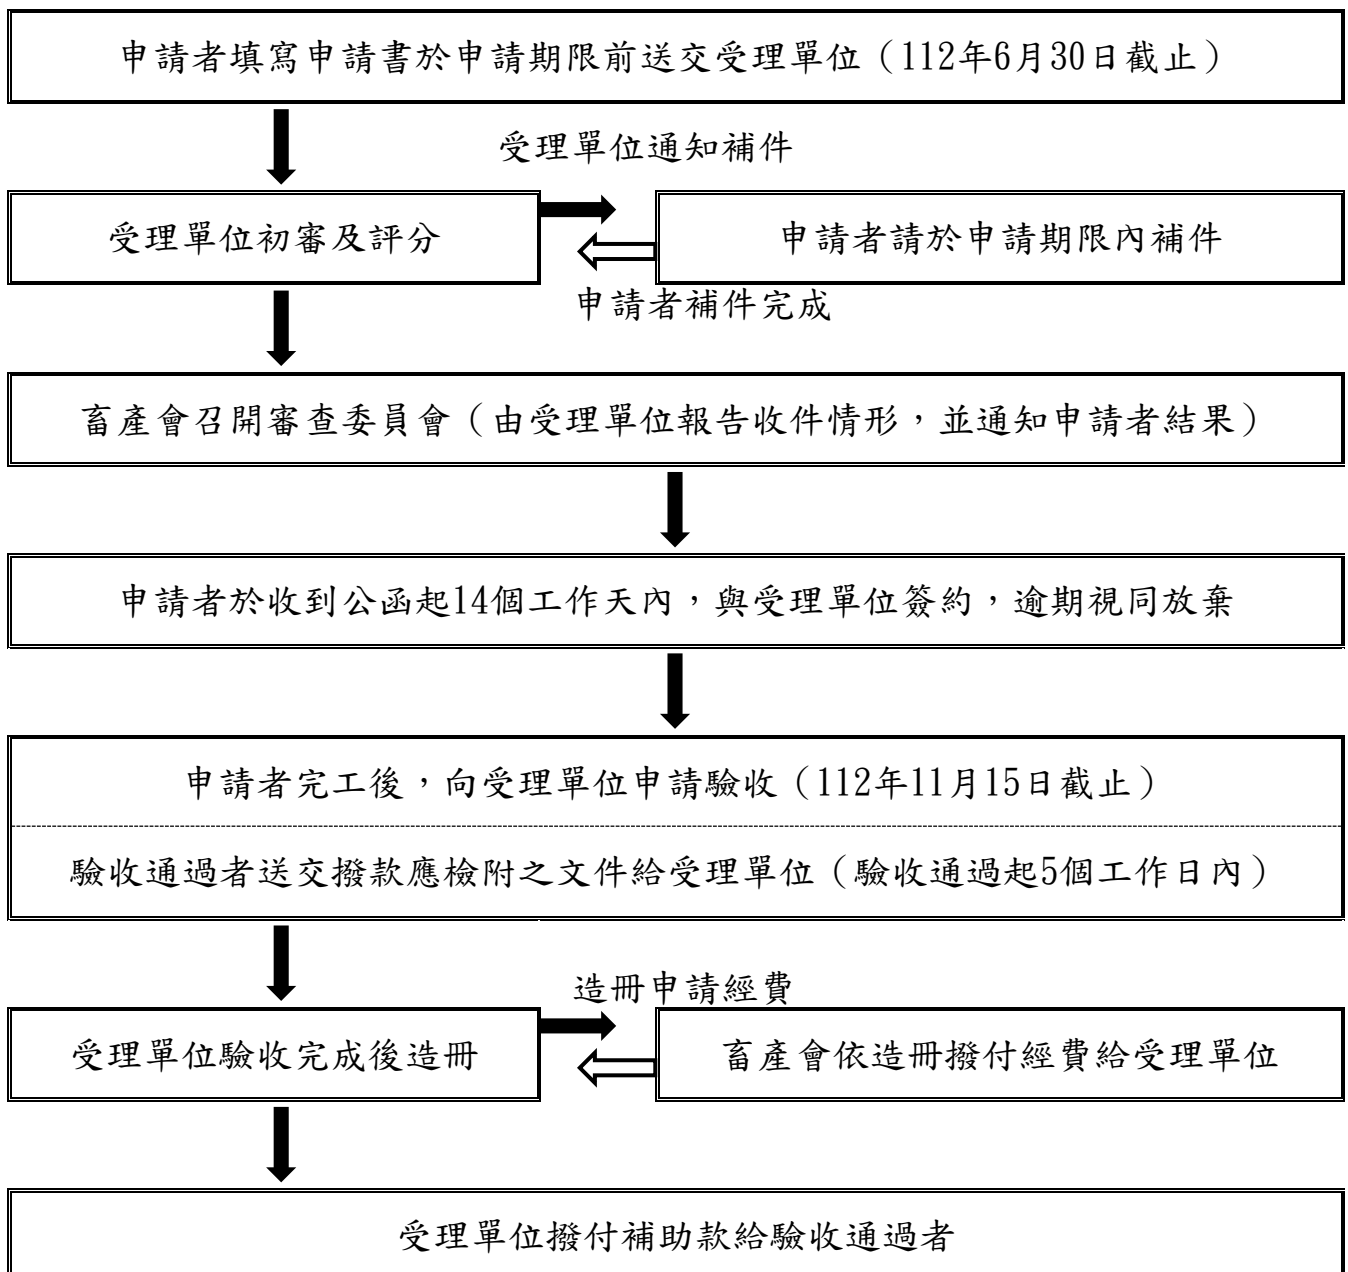 申請者填寫申請書於申請期限前送交受理單位（112年6月30日截止）
受理單位通知補件
受理單位初審及評分
申請者請於申請期限內補件
申請者補件完成
畜產會召開審查委員會（由受理單位報告收件情形，並通知申請者結果）
申請者於收到公函起14個工作天內，與受理單位簽約，逾期視同放棄
申請者完工後，向受理單位申請驗收（112年11月15日截止）
驗收通過者送交撥款應檢附之文件給受理單位（驗收通過起5個工作日內）
造冊申請經費
受理單位驗收完成後造冊
畜產會依造冊撥付經費給受理單位
受理單位撥付補助款給驗收通過者